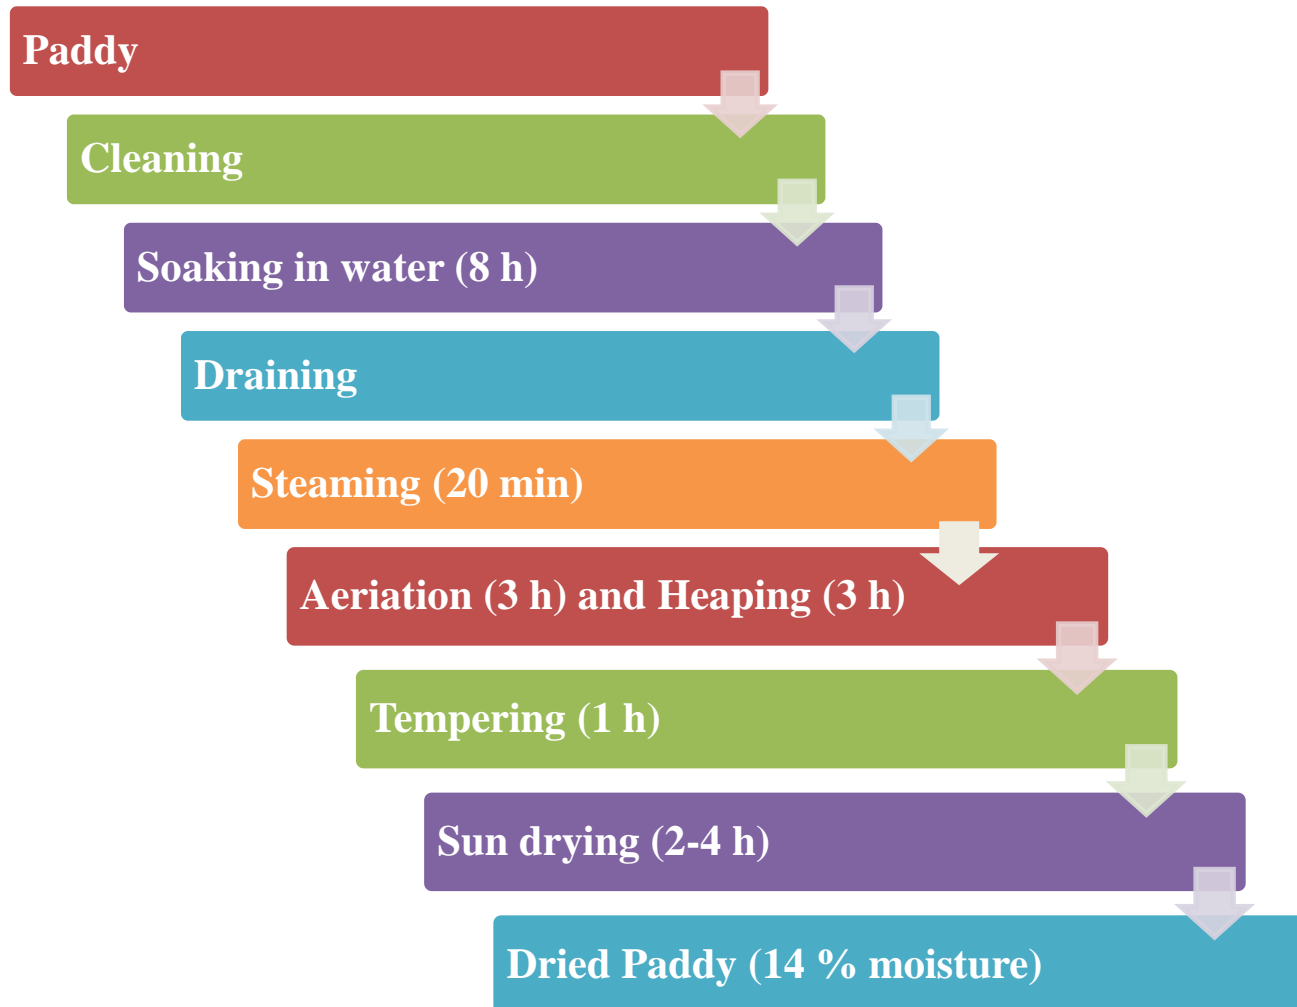 Paddy
Cleaning
Soaking in water (8 h)
Draining
Steaming (20 min)
Aeriation (3 h) and Heaping (3 h)
Tempering (1 h)
Sun drying (2-4 h)
Dried Paddy (14 % moisture)